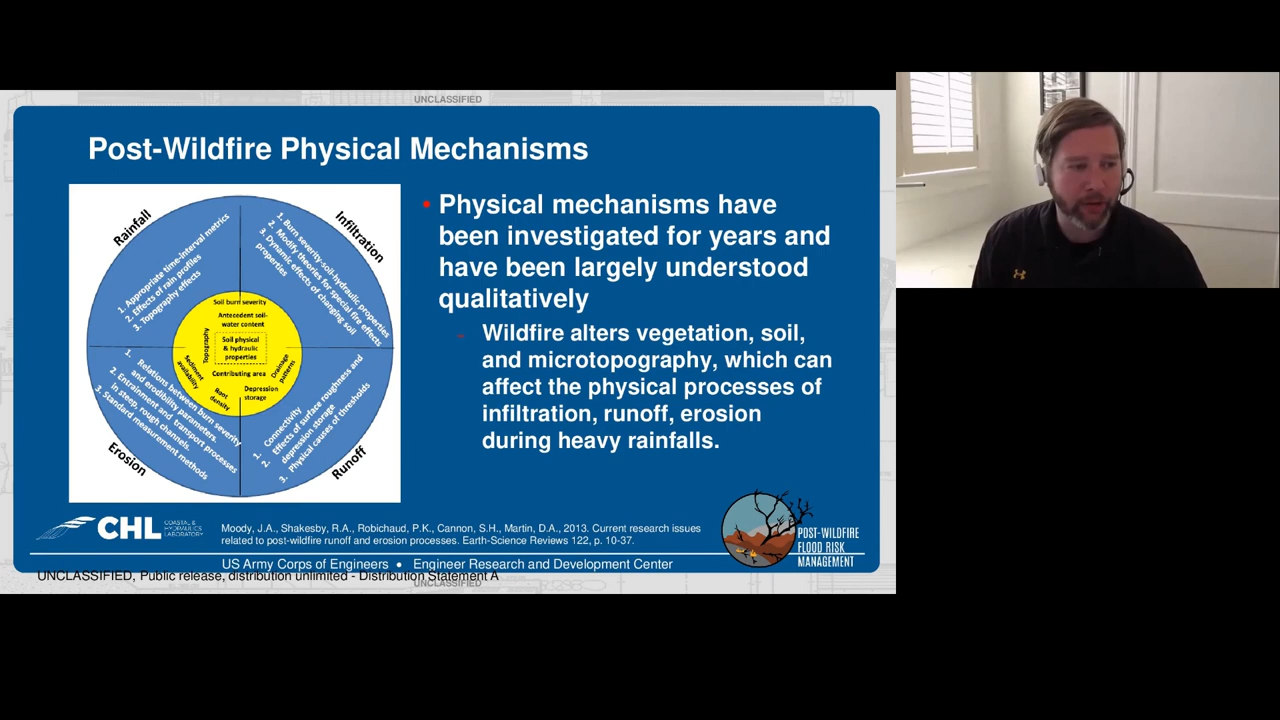 UNCLASSIFIED
Post-Wildfire Physical Mechanisms
Rainfall
1. Appropriate time-interval metrics
2. Effects of rain profiles
3. Topography effects
Infiltration
1. Burn severity-soil-hydraulic properties
2. Modify theories for special fire effects
3. Dynamic effects of changing soil
properties
Soil burn severity
Antecedent soil-
water content
Topography
Soil physical
& hydraulic
properties
Sediment
availability
Contributing area
Drainage
patterns
Root
density
Depression
storage
1. Relations between burn severity
and erodibility parameters.
2. Entrainment and transport processes
in steep, rough channels.
3. Standard measurement methods
Erosion
1. Connectivity
2. Effects of surface roughness and
depression storage
3. Physical causes of thresholds
Runoff
• Physical mechanisms have
been investigated for years and
have been largely understood
qualitatively
- Wildfire alters vegetation, soil,
and microtopography, which can
affect the physical processes of
infiltration, runoff, erosion
during heavy rainfalls.
CHL
COASTAL &
HYDRAULICS
LABORATORY
Moody, J.A., Shakesby, R.A., Robichaud, P.K., Cannon, S.H., Martin, D.A., 2013. Current research issues
related to post-wildfire runoff and erosion processes. Earth-Science Reviews 122, p. 10-37.
POST-WILDFIRE
FLOOD RISK
MANAGEMENT
US Army Corps of Engineers • Engineer Research and Development Center
UNCLASSIFIED, Public release, distribution unlimited - Distribution Statement A
UNCLASSIFIED